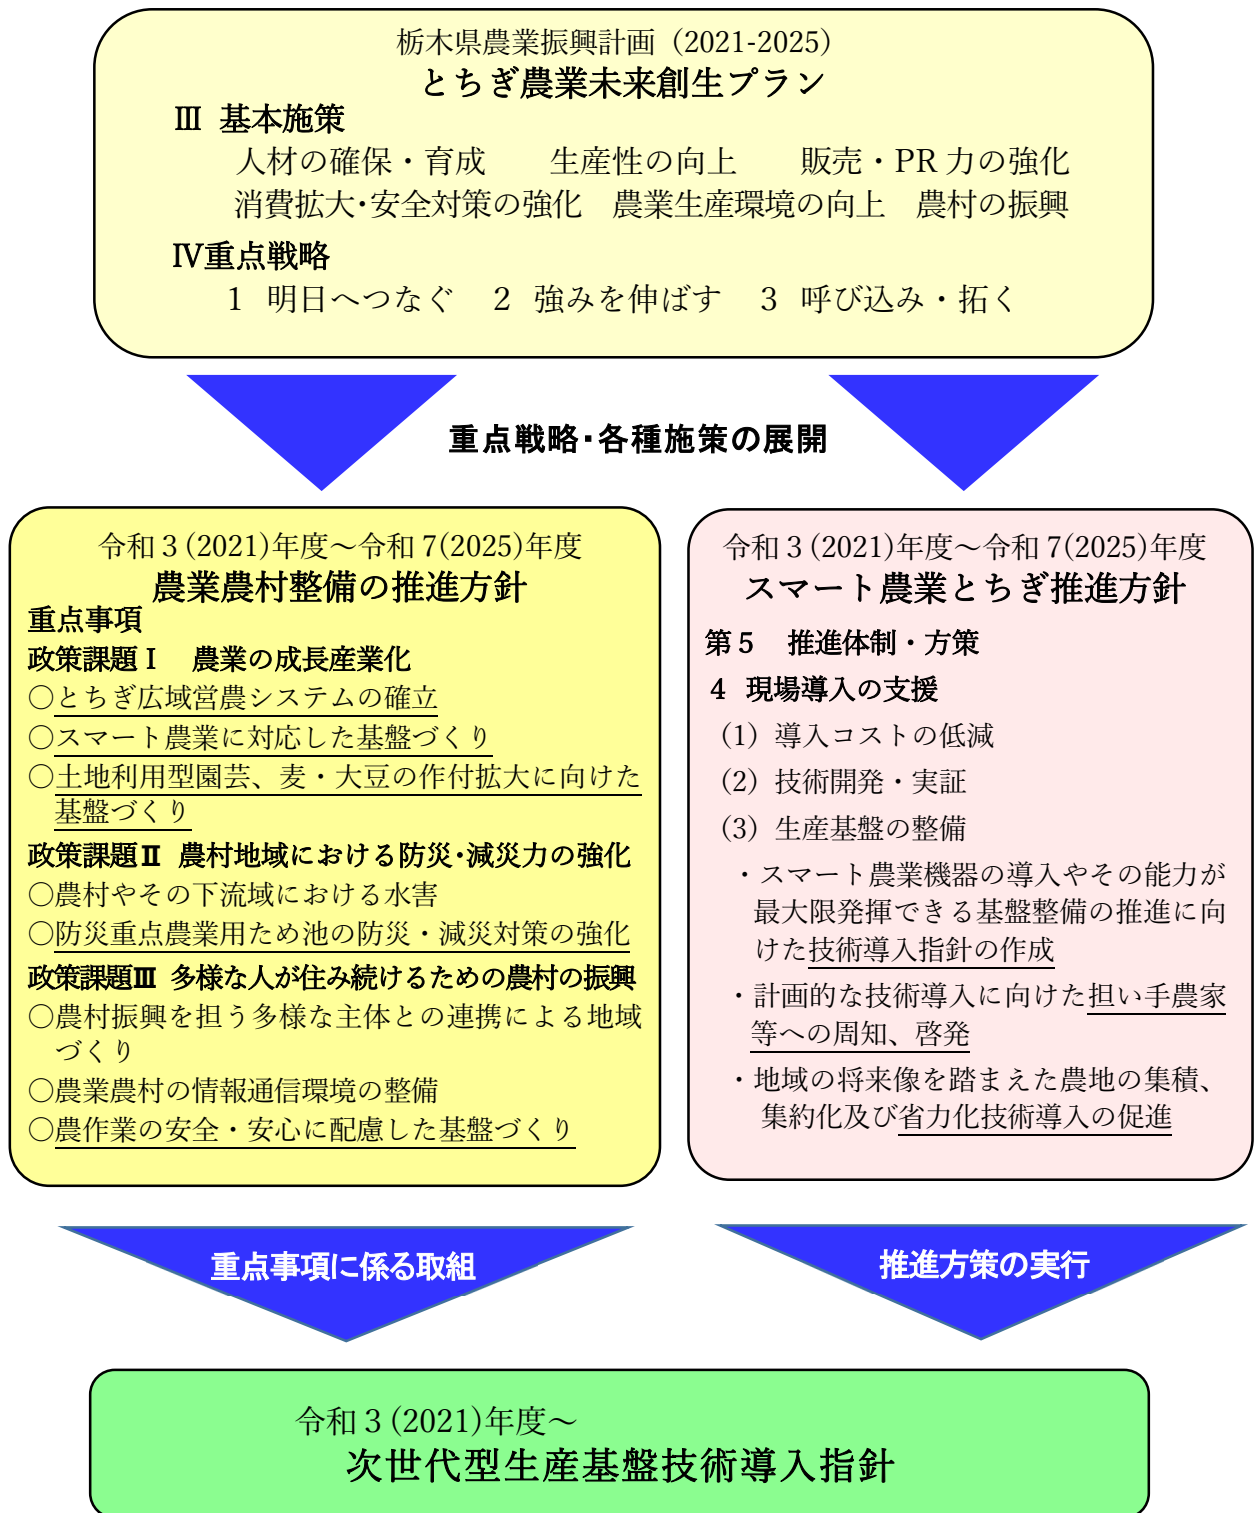 栃木県農業振興計画（2021-2025）
とちぎ農業未来創生プラン
Ⅲ 基本施策
人材の確保・育成　　生産性の向上　　販売・PR 力の強化
消費拡大・安全対策の強化　農業生産環境の向上　農村の振興
Ⅳ重点戦略
１ 明日へつなぐ　２ 強みを伸ばす　３ 呼び込み・拓く
重点戦略・各種施策の展開
令和３(2021)年度～令和７(2025)年度
農業農村整備の推進方針
重点事項
政策課題Ⅰ　農業の成長産業化
○とちぎ広域営農システムの確立
○スマート農業に対応した基盤づくり
○土地利用型園芸、麦・大豆の作付拡大に向けた
基盤づくり
政策課題Ⅱ 農村地域における防災・減災力の強化
○農村やその下流域における水害
○防災重点農業用ため池の防災・減災対策の強化
政策課題Ⅲ 多様な人が住み続けるための農村の振興
○農村振興を担う多様な主体との連携による地域
づくり
○農業農村の情報通信環境の整備
○農作業の安全・安心に配慮した基盤づくり
令和３(2021)年度～令和７(2025)年度
スマート農業とちぎ推進方針
第５　推進体制・方策
４ 現場導入の支援
（1）導入コストの低減
（2）技術開発・実証
（3）生産基盤の整備
・スマート農業機器の導入やその能力が
最大限発揮できる基盤整備の推進に向
けた技術導入指針の作成
・計画的な技術導入に向けた担い手農家
等への周知、啓発
・地域の将来像を踏まえた農地の集積、
集約化及び省力化技術導入の促進
重点事項に係る取組
推進方策の実行
令和３(2021)年度～
次世代型生産基盤技術導入指針